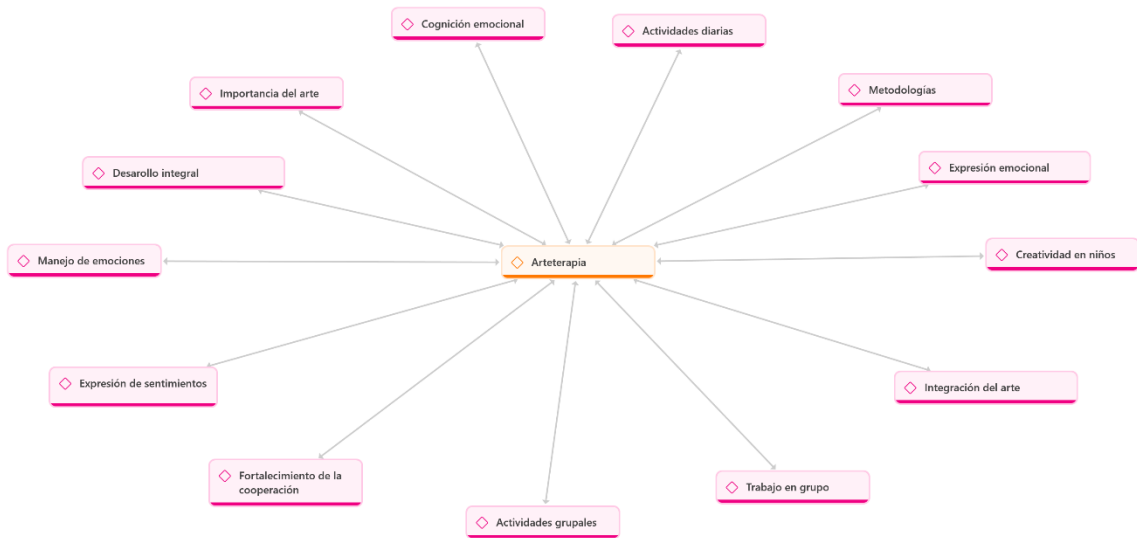 Cognición emocional
Actividades diarias
Importancia del arte
Metodologías
Desarollo integral
Expresión emocional
Manejo de emociones
Arteterapia
Creatividad en niños
Expresión de sentimientos
Integración del arte
Fortalecimiento de la
cooperación
Trabajo en grupo
Actividades grupales